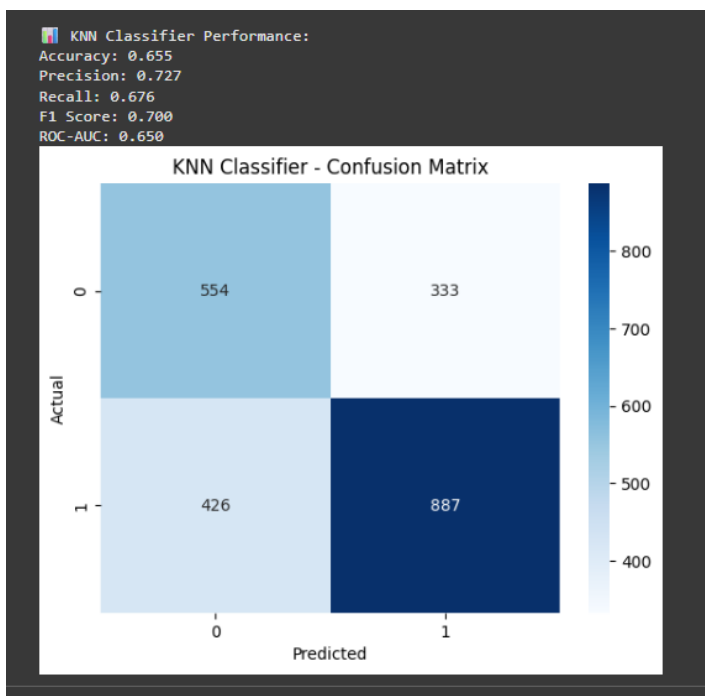 📊 KNN Classifier Performance:
Accuracy: 0.655
Precision: 0.727
Recall: 0.676
F1 Score: 0.700
ROC-AUC: 0.650
KNN Classifier - Confusion Matrix
0
554
333
800
700
600
500
400
Actual
1
426
887
0
1
Predicted